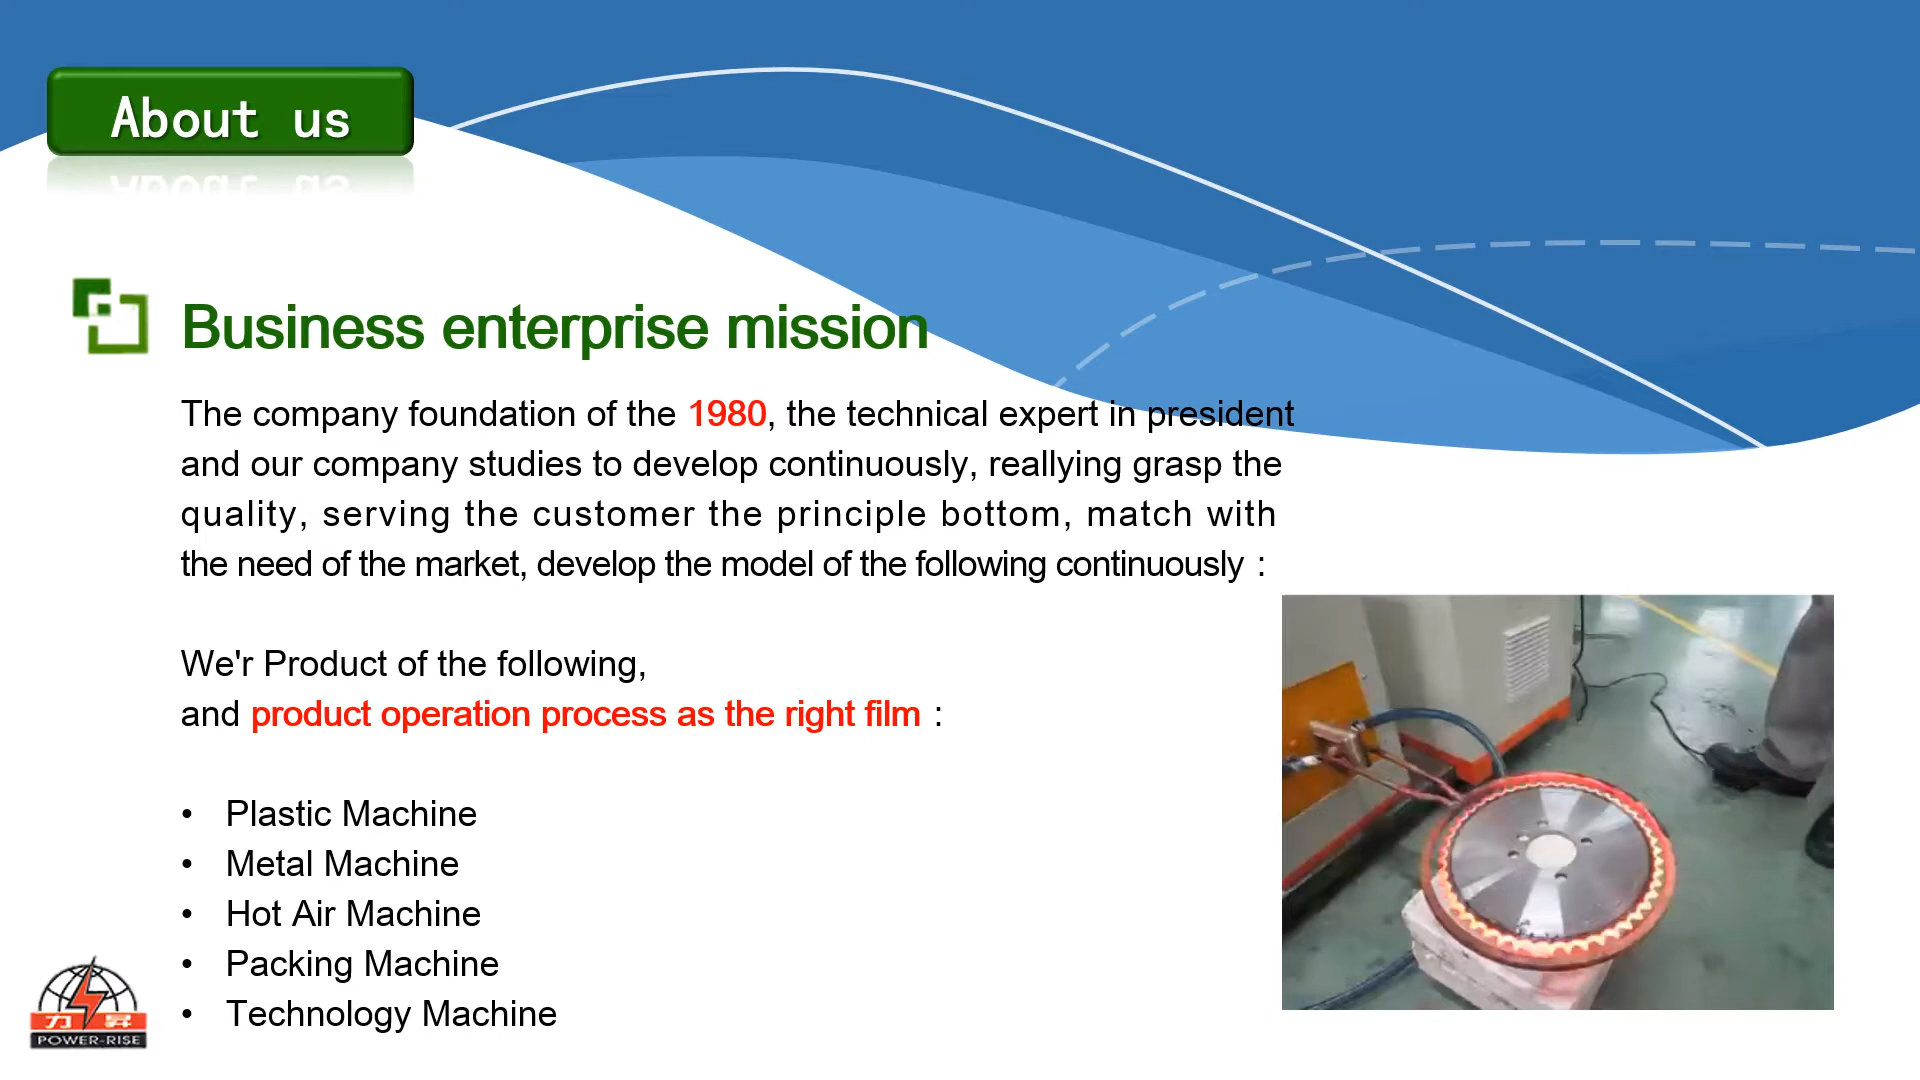 About us
Business enterprise mission
The company foundation of the 1980, the technical expert in president
and our company studies to develop continuously, reallying grasp the
quality, serving the customer the principle bottom, match with
the need of the market, develop the model of the following continuously :
We'r Product of the following,
and product operation process as the right film :
• Plastic Machine
• Metal Machine
• Hot Air Machine
• Packing Machine
• Technology Machine
力 昇
POWER-RISE